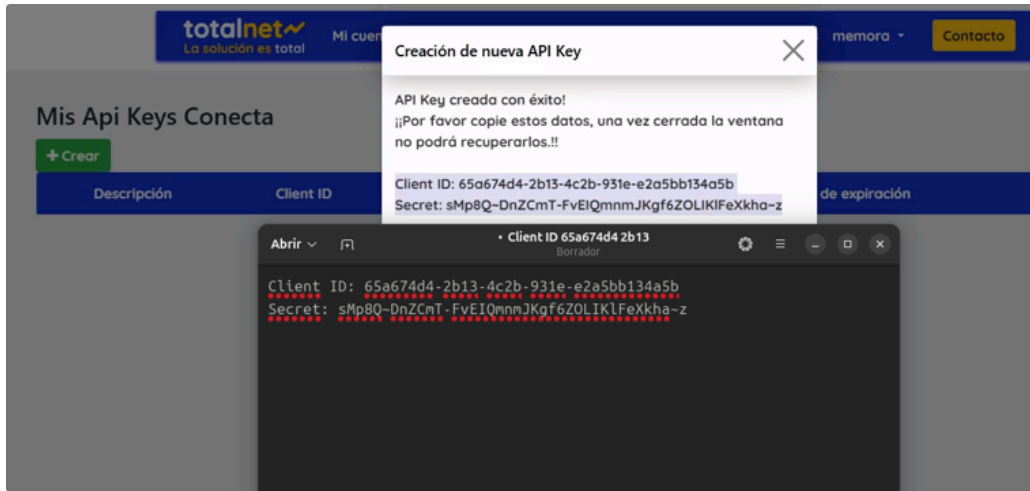 totalnet
La solución es total
Mi cuen
memora
Contacto
Creación de nueva API Key
API Key creada con éxito!
¡¡Por favor copie estos datos, una vez cerrada la ventana
no podrá recuperarlos.!!
Client ID: 65a674d4-2b13-4c2b-931e-e2a5bb134a5b
Secret: sMp8Q~DnZCmT-FvEIQmnmJKgf6ZOLIKlFeXkha~z
Mis Api Keys Conecta
+ Crear
Descripción
Client ID
de expiración
Abrir
• Client ID 65a674d4 2b13
Borrador
Client ID: 65a674d4-2b13-4c2b-931e-e2a5bb134a5b
Secret: sMp8Q~DnZCmT-FvEIQmnmJKgf6ZOLIKlFeXkha~z